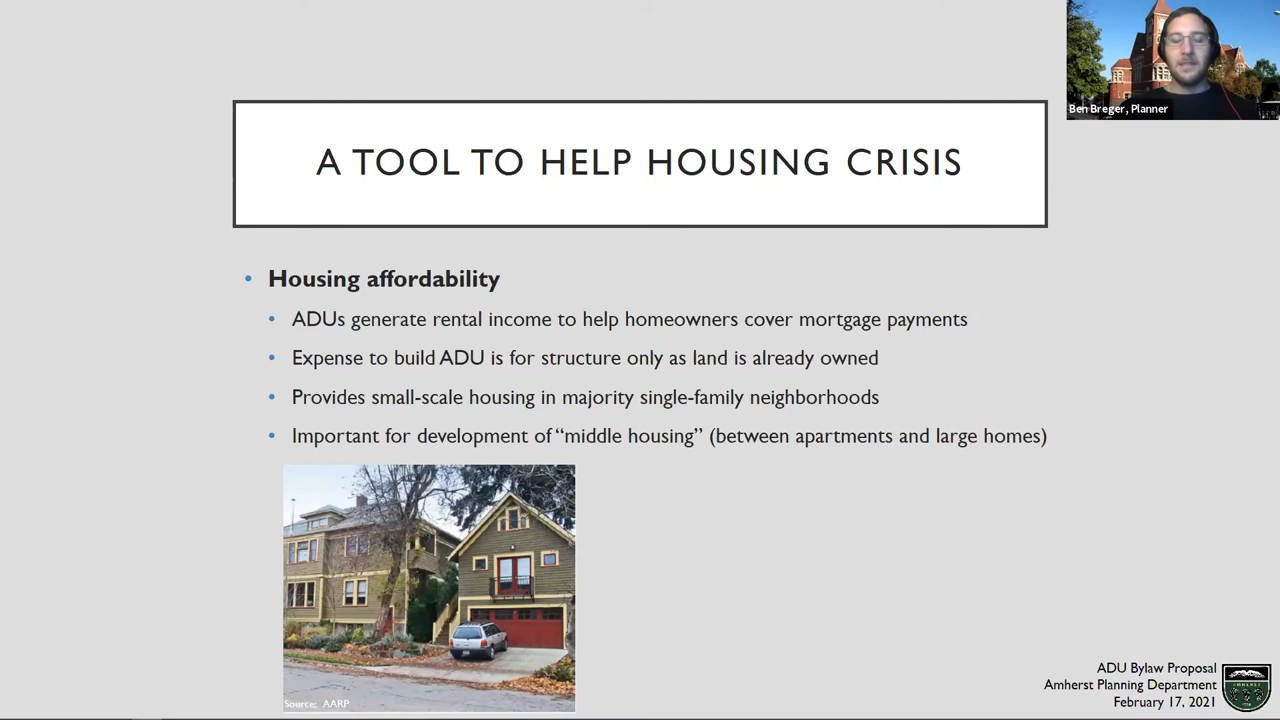 Ben Breger, Planner
A TOOL TO HELP HOUSING CRISIS
• Housing affordability
• ADUs generate rental income to help homeowners cover mortgage payments
• Expense to build ADU is for structure only as land is already owned
• Provides small-scale housing in majority single-family neighborhoods
• Important for development of “middle housing” (between apartments and large homes)
Source: AARP
ADU Bylaw Proposal
Amherst Planning Department
February 17, 2021